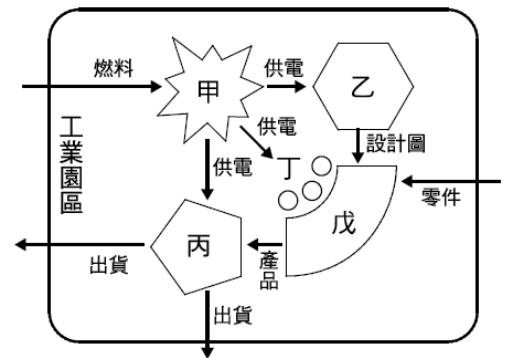 燃料
甲
供電
乙
供電
設計圖
工業園區
供電
丁
零件
戊
丙
產品
出貨
出貨